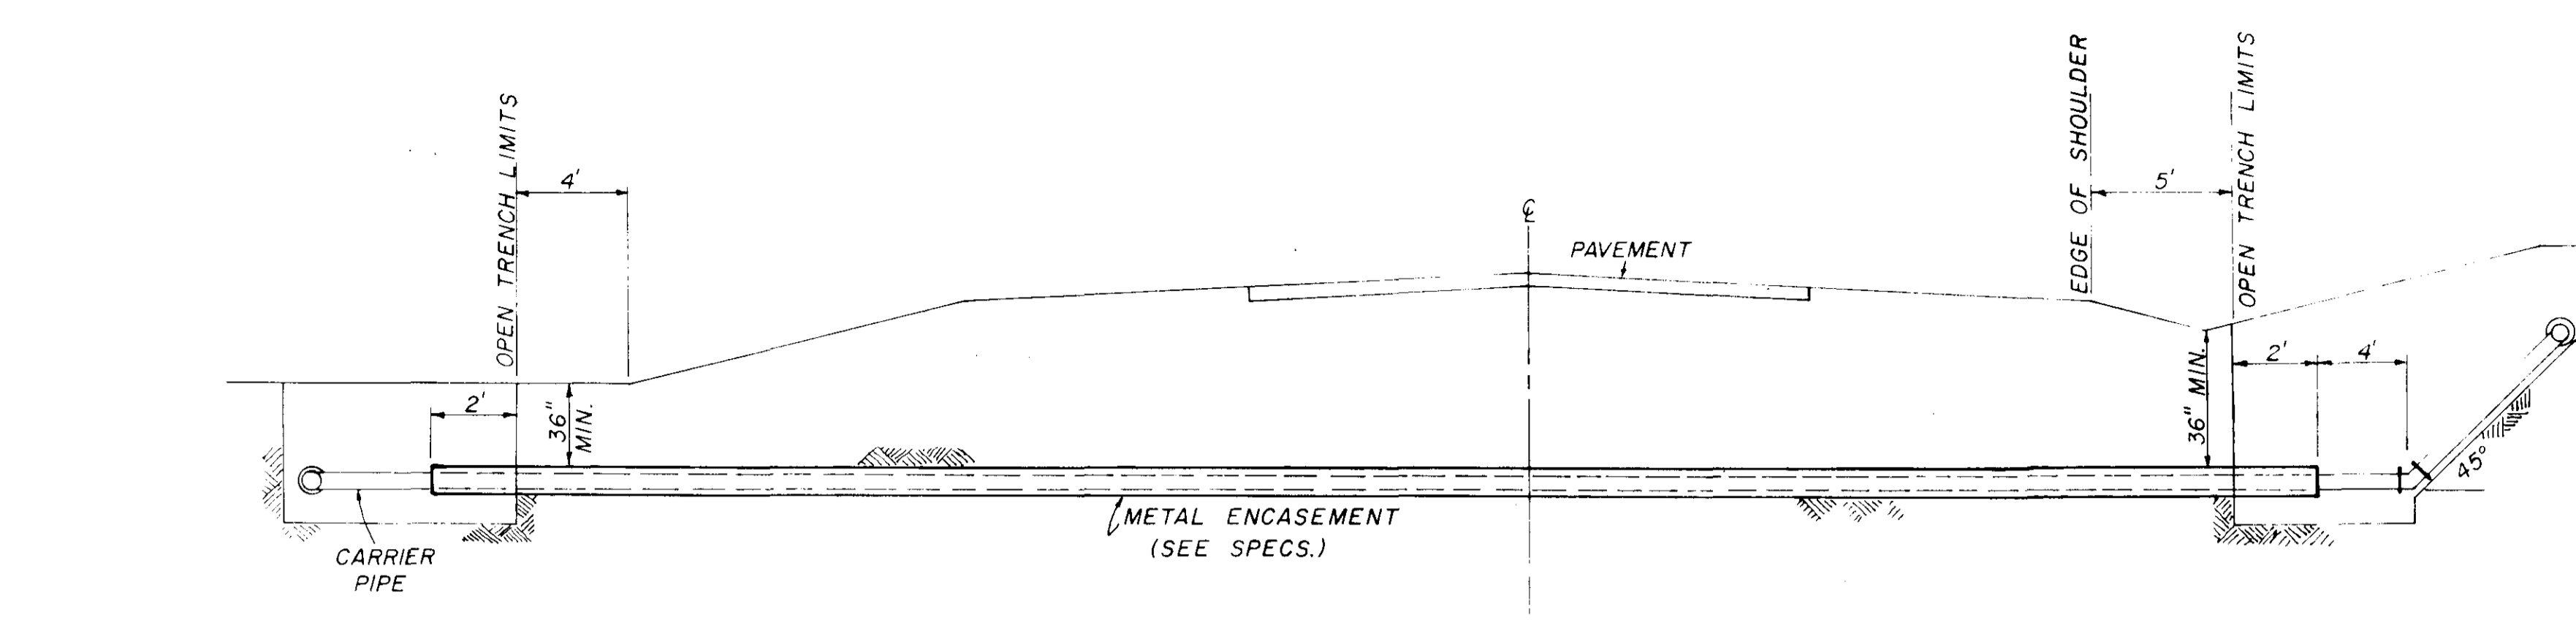 OPEN TRENCH LIMITS
4'
2'
36"
MIN.
CARRIER
PIPE
℄
PAVEMENT
METAL ENCASEMENT
(SEE SPECS.)
EDGE OF SHOULDER
5'
OPEN TRENCH LIMITS
36" MIN.
2'
4'
45°